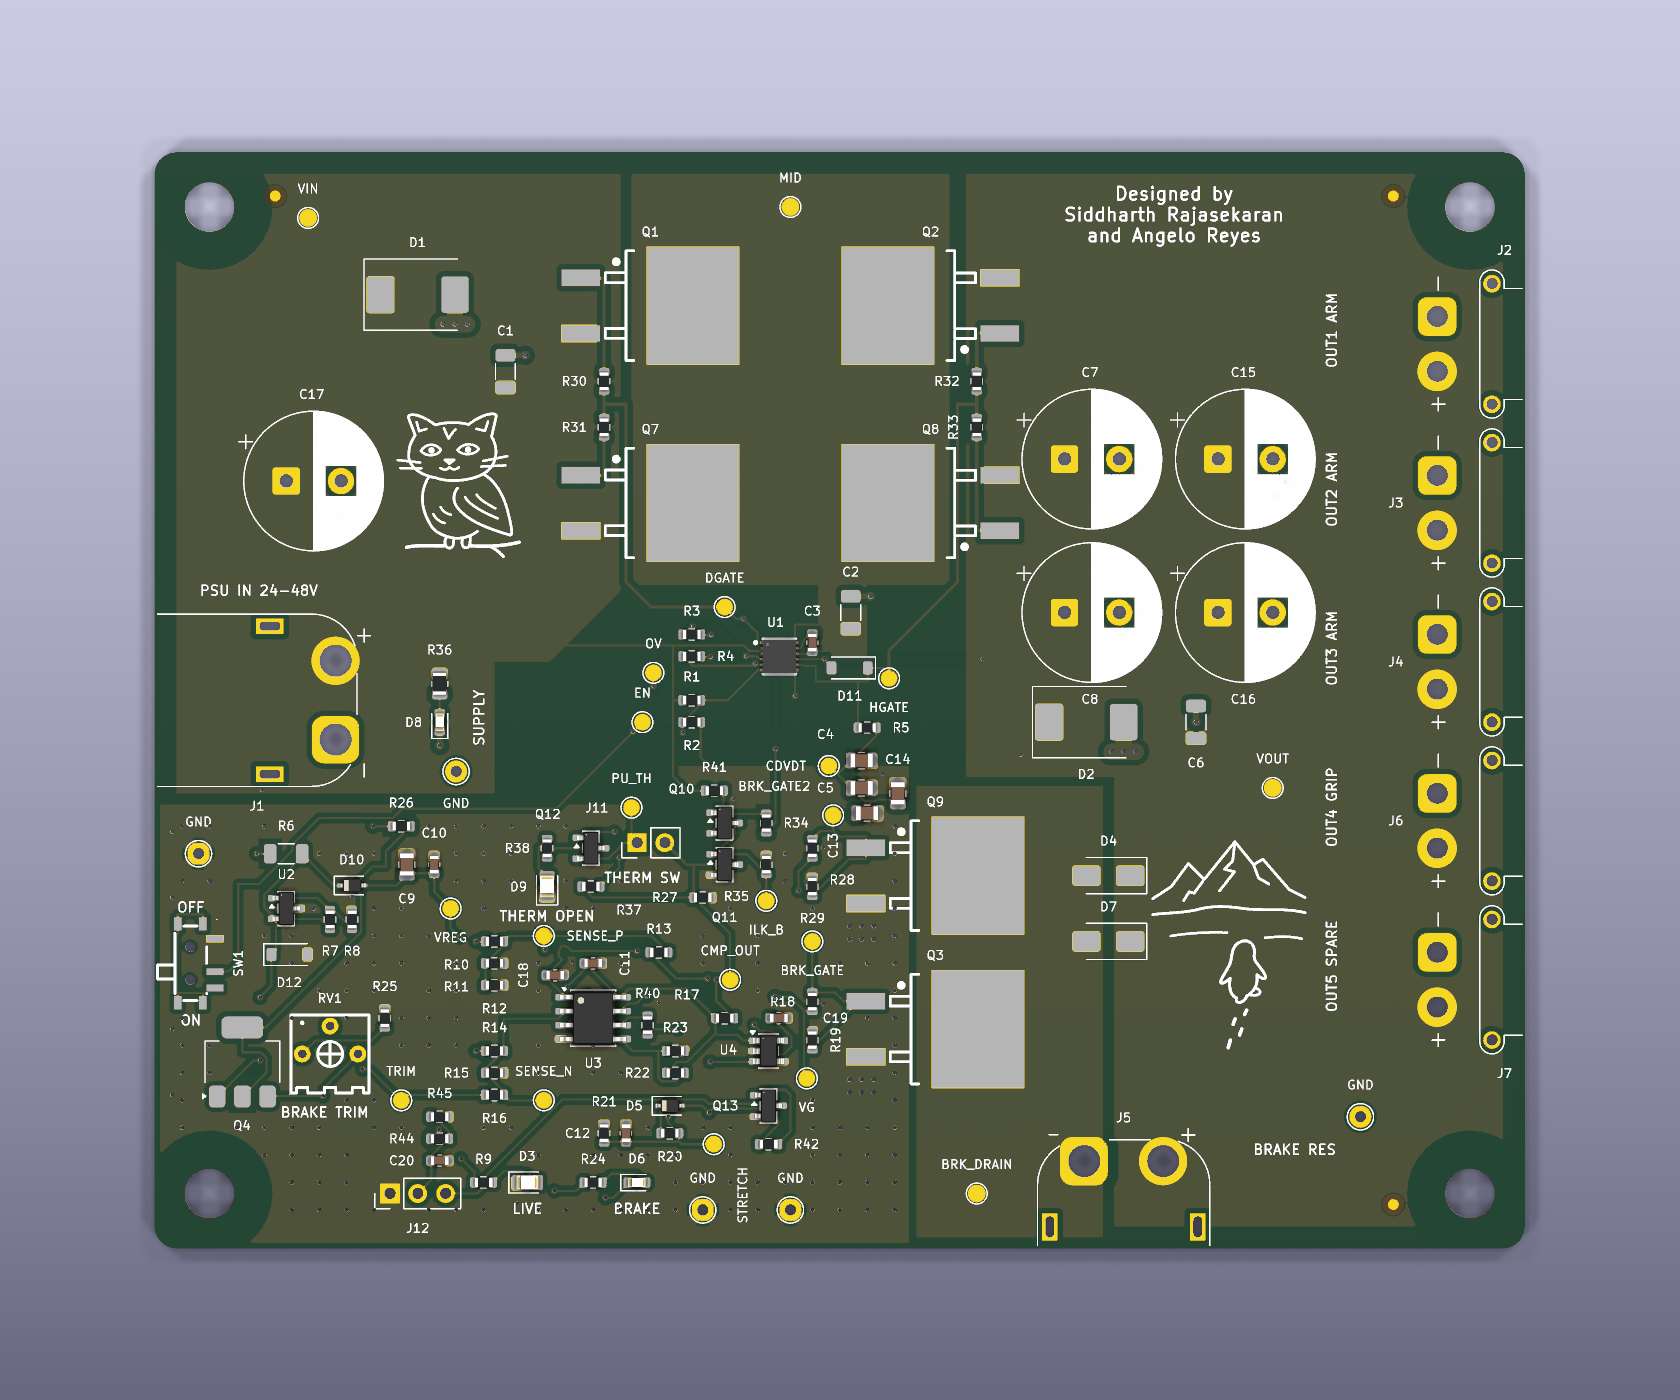 VIN
MID
Designed by
Siddharth Rajasekaran
and Angelo Reyes
Q1
Q2
D1
J2
C1
OUT1 ARM
R30
R32
C17
C7
C15
R31
R33
Q7
Q8
OUT2 ARM
J3
PSU IN 24-48V
DGATE
C2
R3
C3
U1
OV
R4
R36
R1
EN
D11
HGATE
C8
C16
OUT3 ARM
J4
D8
SUPPLY
R2
C4
R5
CDVDT
C14
D2
C6
VOUT
J1
GND
PU_TH
R41
Q10
BRK_GATE2
C5
R26
C10
Q12
J11
Q9
GND
R6
R34
C13
OUT4 GRIP
J6
U2
D10
R38
D9
THERM SW
D4
C9
R27
R35
R28
OFF
THERM OPEN
R37
Q11
D7
R29
ILK_B
VREG
SENSE_P
R13
CMP_OUT
SW1
R7
R8
R10
C18
C11
BRK_GATE
Q3
D12
R11
R40
R17
OUT5 SPARE
ON
RV1
R25
R12
R18
R14
R23
C19
R19
U4
U3
TRIM
R15
SENSE_N
R22
J7
BRAKE TRIM
R45
R16
R21
D5
Q13
VG
GND
Q4
R44
C12
R42
J5
C20
R9
D3
R24
R20
D6
BRAKE RES
GND
STRETCH
GND
BRK_DRAIN
J12
LIVE
BRAKE